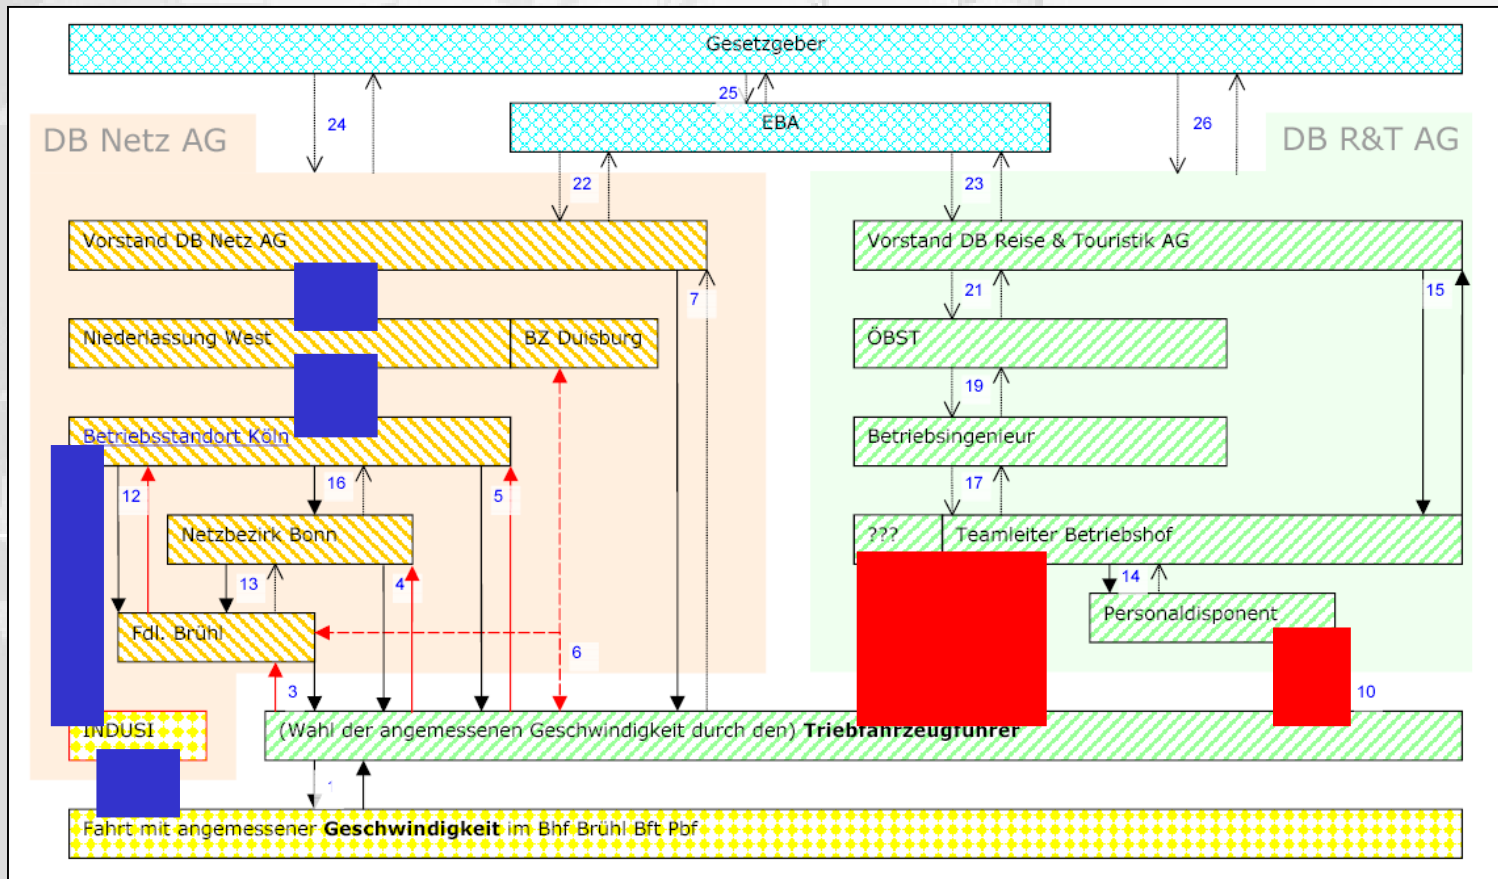 Gesetzgeber
25
EBA
24
26
DB Netz AG
DB R&T AG
22
23
Vorstand DB Netz AG
Vorstand DB Reise & Touristik AG
7
21
15
Niederlassung West
BZ Duisburg
ÖBST
19
Betriebsstandort Köln
Betriebsingenieur
12
16
5
17
Netzbezirk Bonn
???
Teamleiter Betriebshof
13
4
14
Personaldisponent
Fdl. Brühl
6
3
10
INDUSI
(Wahl der angemessenen Geschwindigkeit durch den) Triebfahrzeugführer
1
Fahrt mit angemessener Geschwindigkeit im Bhf Brühl Bft Pbf